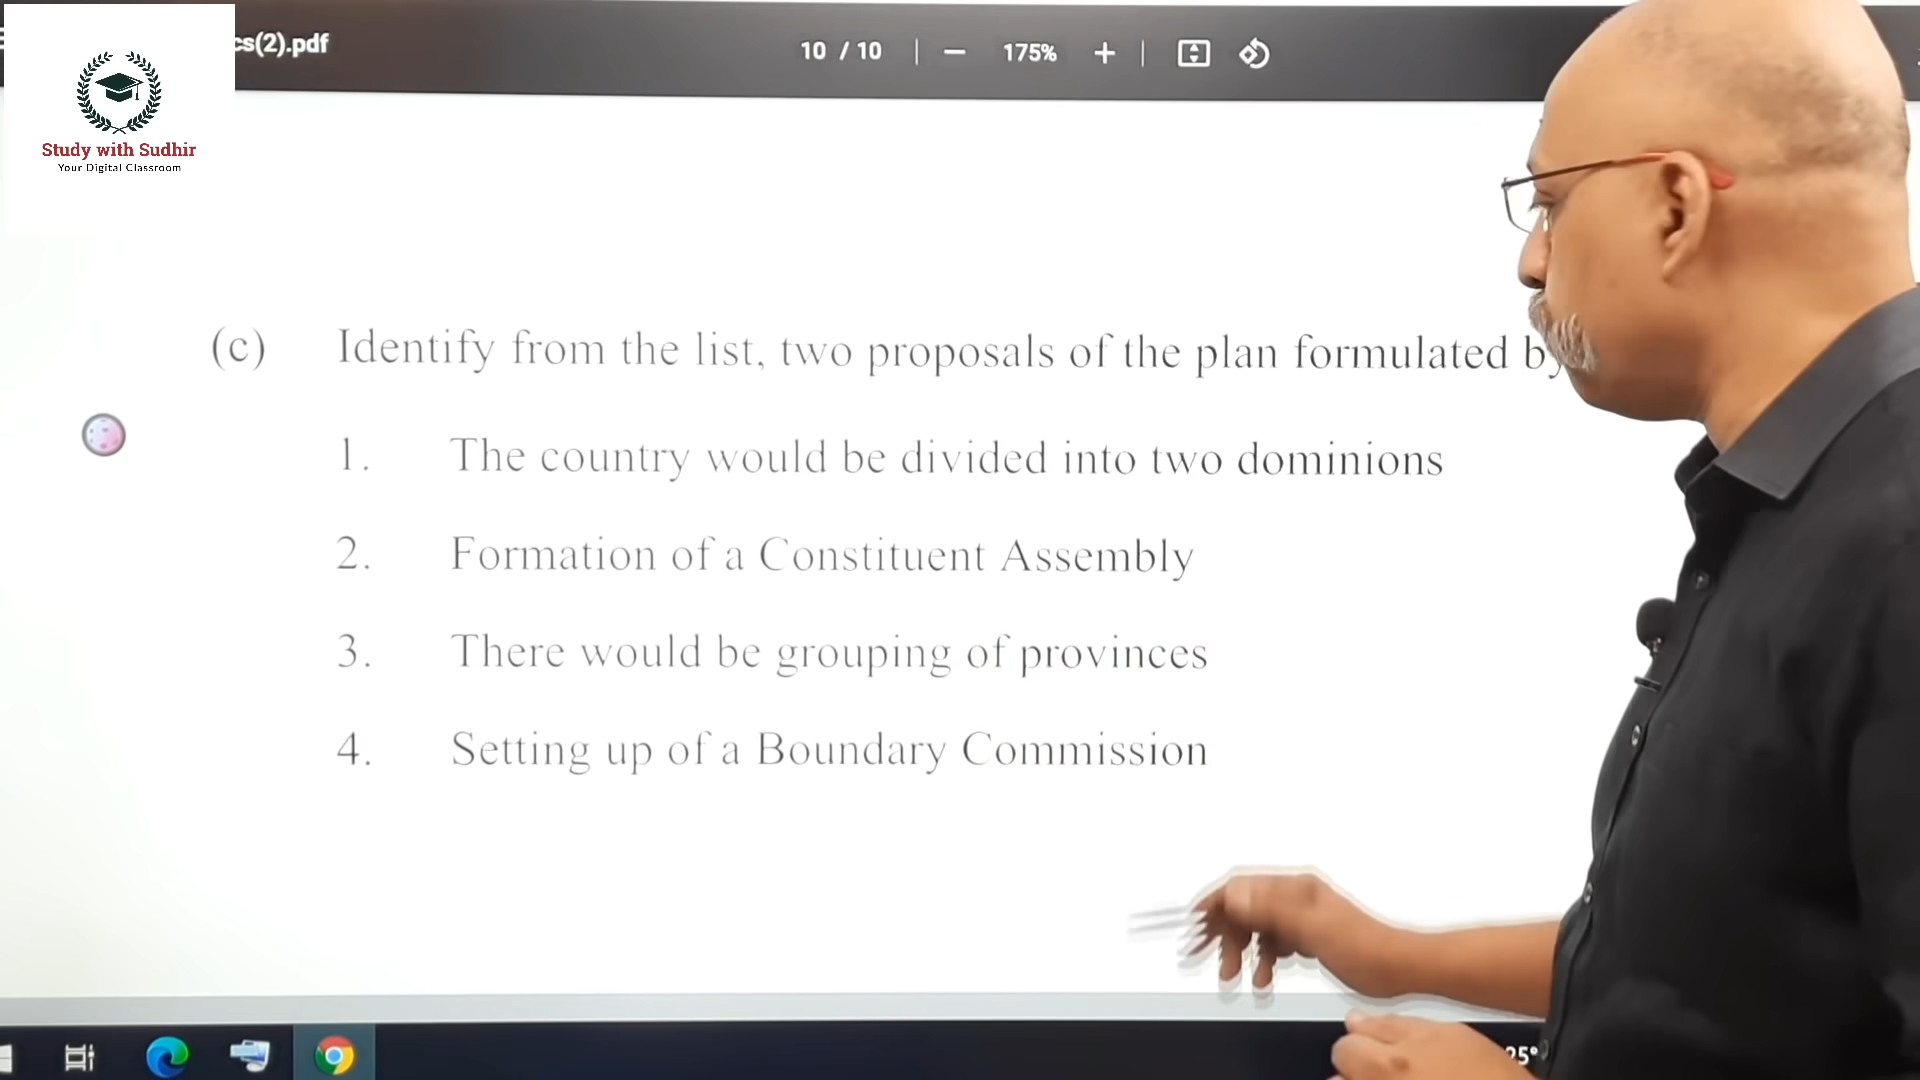 cs(2).pdf
10 / 10 | — 175% + |
Study with Sudhir
Your Digital Classroom
(c) Identify from the list, two proposals of the plan formulated by
1. The country would be divided into two dominions
2. Formation of a Constituent Assembly
3. There would be grouping of provinces
4. Setting up of a Boundary Commission
25°